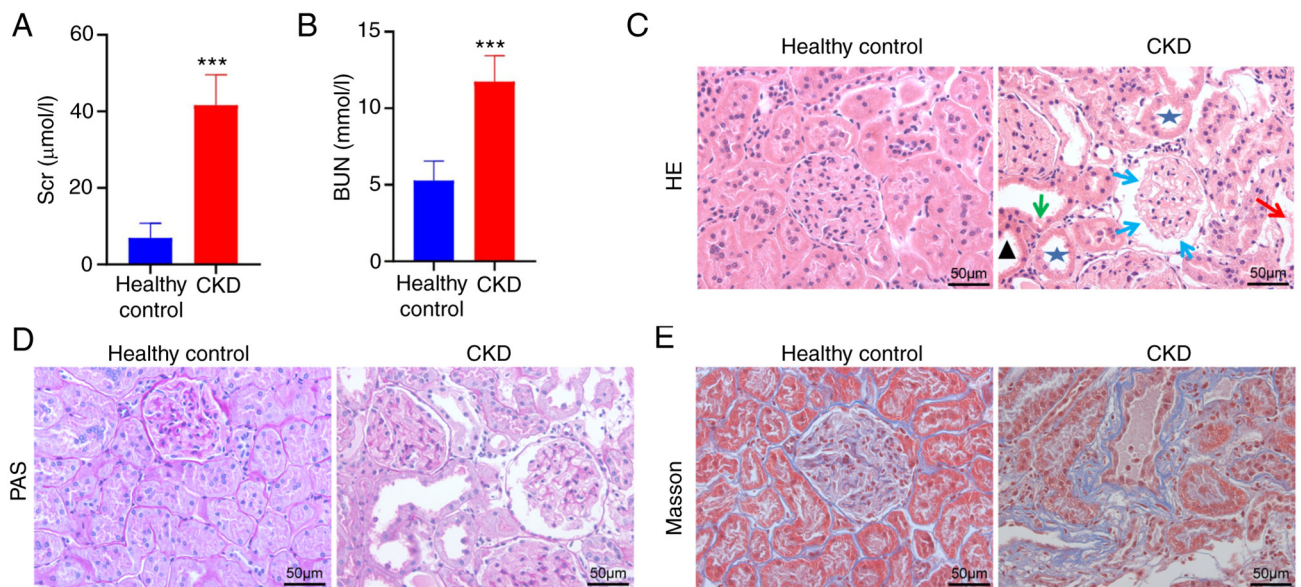 A
Scr (μmol/l)
60
40
20
0
***
Healthy
control
CKD
B
BUN (mmol/l)
15
10
5
0
***
Healthy
control
CKD
C
Healthy control
CKD
HE
50μm
50μm
D
Healthy control
CKD
PAS
50μm
50μm
E
Healthy control
CKD
Masson
50μm
50μm